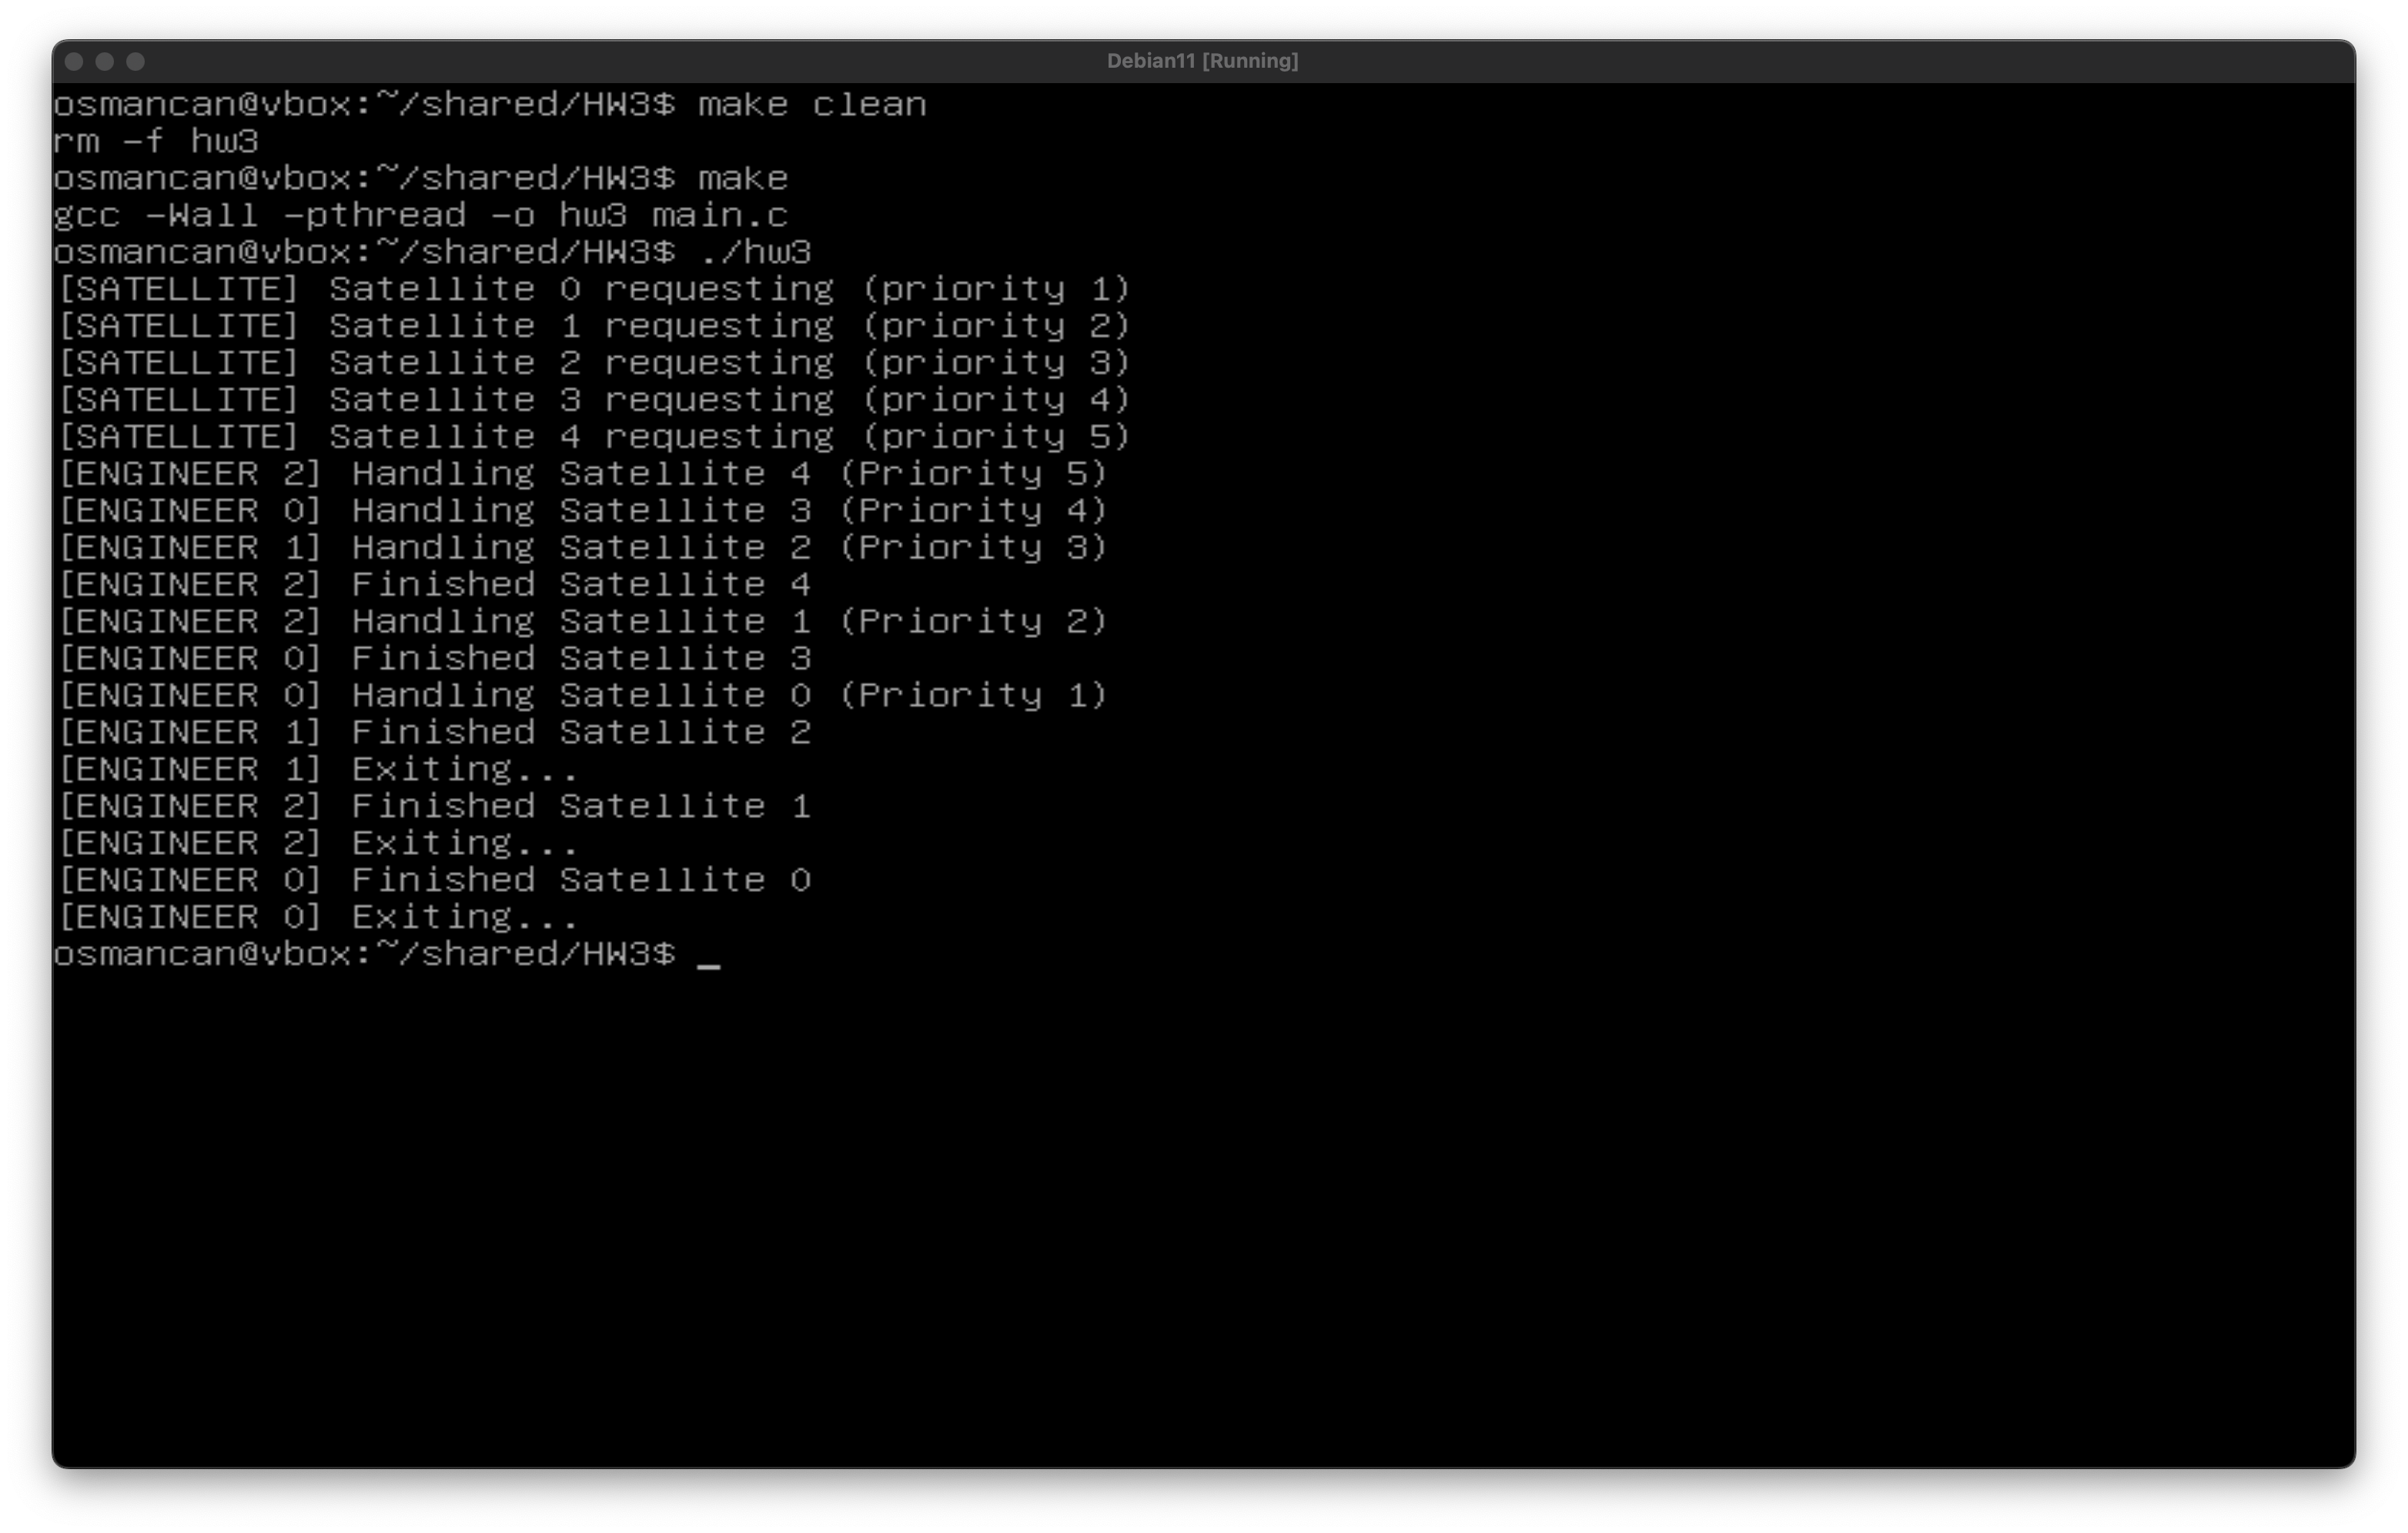 Debian11 [Running]
osmancan@vbox:~/shared/HW3$ make clean
rm -f hw3
osmancan@vbox:~/shared/HW3$ make
gcc -Wall -pthread -o hw3 main.c
osmancan@vbox:~/shared/HW3$ ./hw3
[SATELLITE] Satellite 0 requesting (priority 1)
[SATELLITE] Satellite 1 requesting (priority 2)
[SATELLITE] Satellite 2 requesting (priority 3)
[SATELLITE] Satellite 3 requesting (priority 4)
[SATELLITE] Satellite 4 requesting (priority 5)
[ENGINEER 2] Handling Satellite 4 (Priority 5)
[ENGINEER 0] Handling Satellite 3 (Priority 4)
[ENGINEER 1] Handling Satellite 2 (Priority 3)
[ENGINEER 2] Finished Satellite 4
[ENGINEER 2] Handling Satellite 1 (Priority 2)
[ENGINEER 0] Finished Satellite 3
[ENGINEER 0] Handling Satellite 0 (Priority 1)
[ENGINEER 1] Finished Satellite 2
[ENGINEER 1] Exiting...
[ENGINEER 2] Finished Satellite 1
[ENGINEER 2] Exiting...
[ENGINEER 0] Finished Satellite 0
[ENGINEER 0] Exiting...
osmancan@vbox:~/shared/HW3$ _